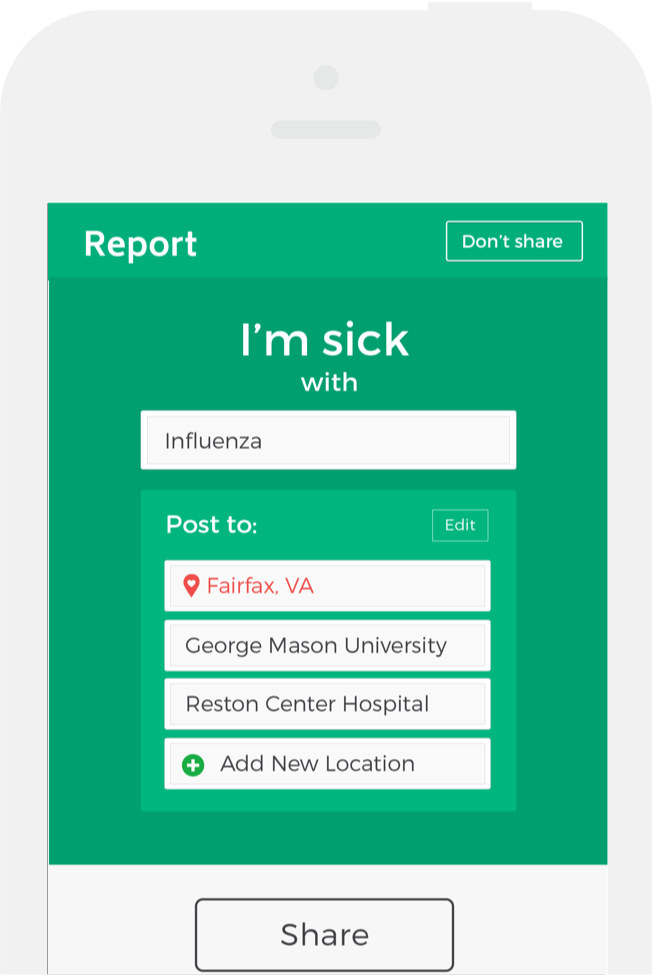 Report
Don’t share
I’m sick
with
Influenza
Post to:
Edit
Fairfax, VA
George Mason University
Reston Center Hospital
Add New Location
Share